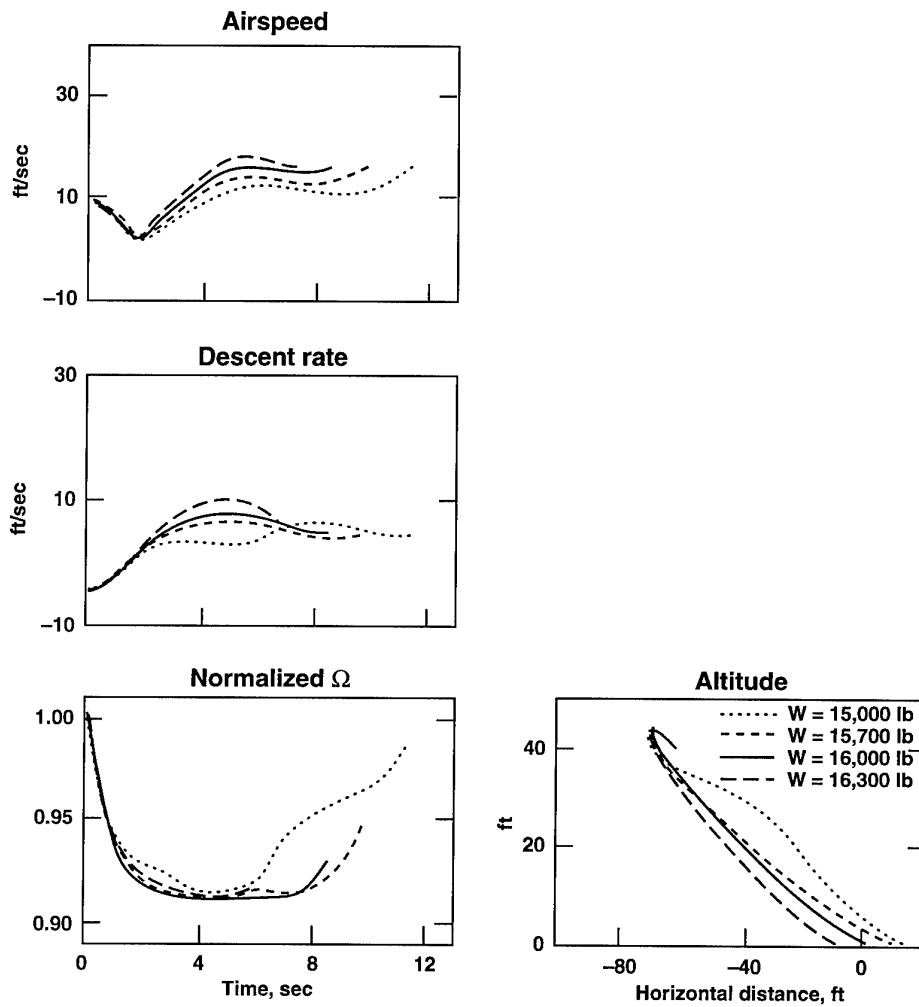 Airspeed
30
10
–10
ft/sec
Descent rate
30
10
–10
ft/sec
Normalized Ω
1.00
0.95
0.90
0
4
8
12
Time, sec
Altitude
W = 15,000 lb
W = 15,700 lb
W = 16,000 lb
W = 16,300 lb
40
20
0
ft
–80
–40
0
Horizontal distance, ft